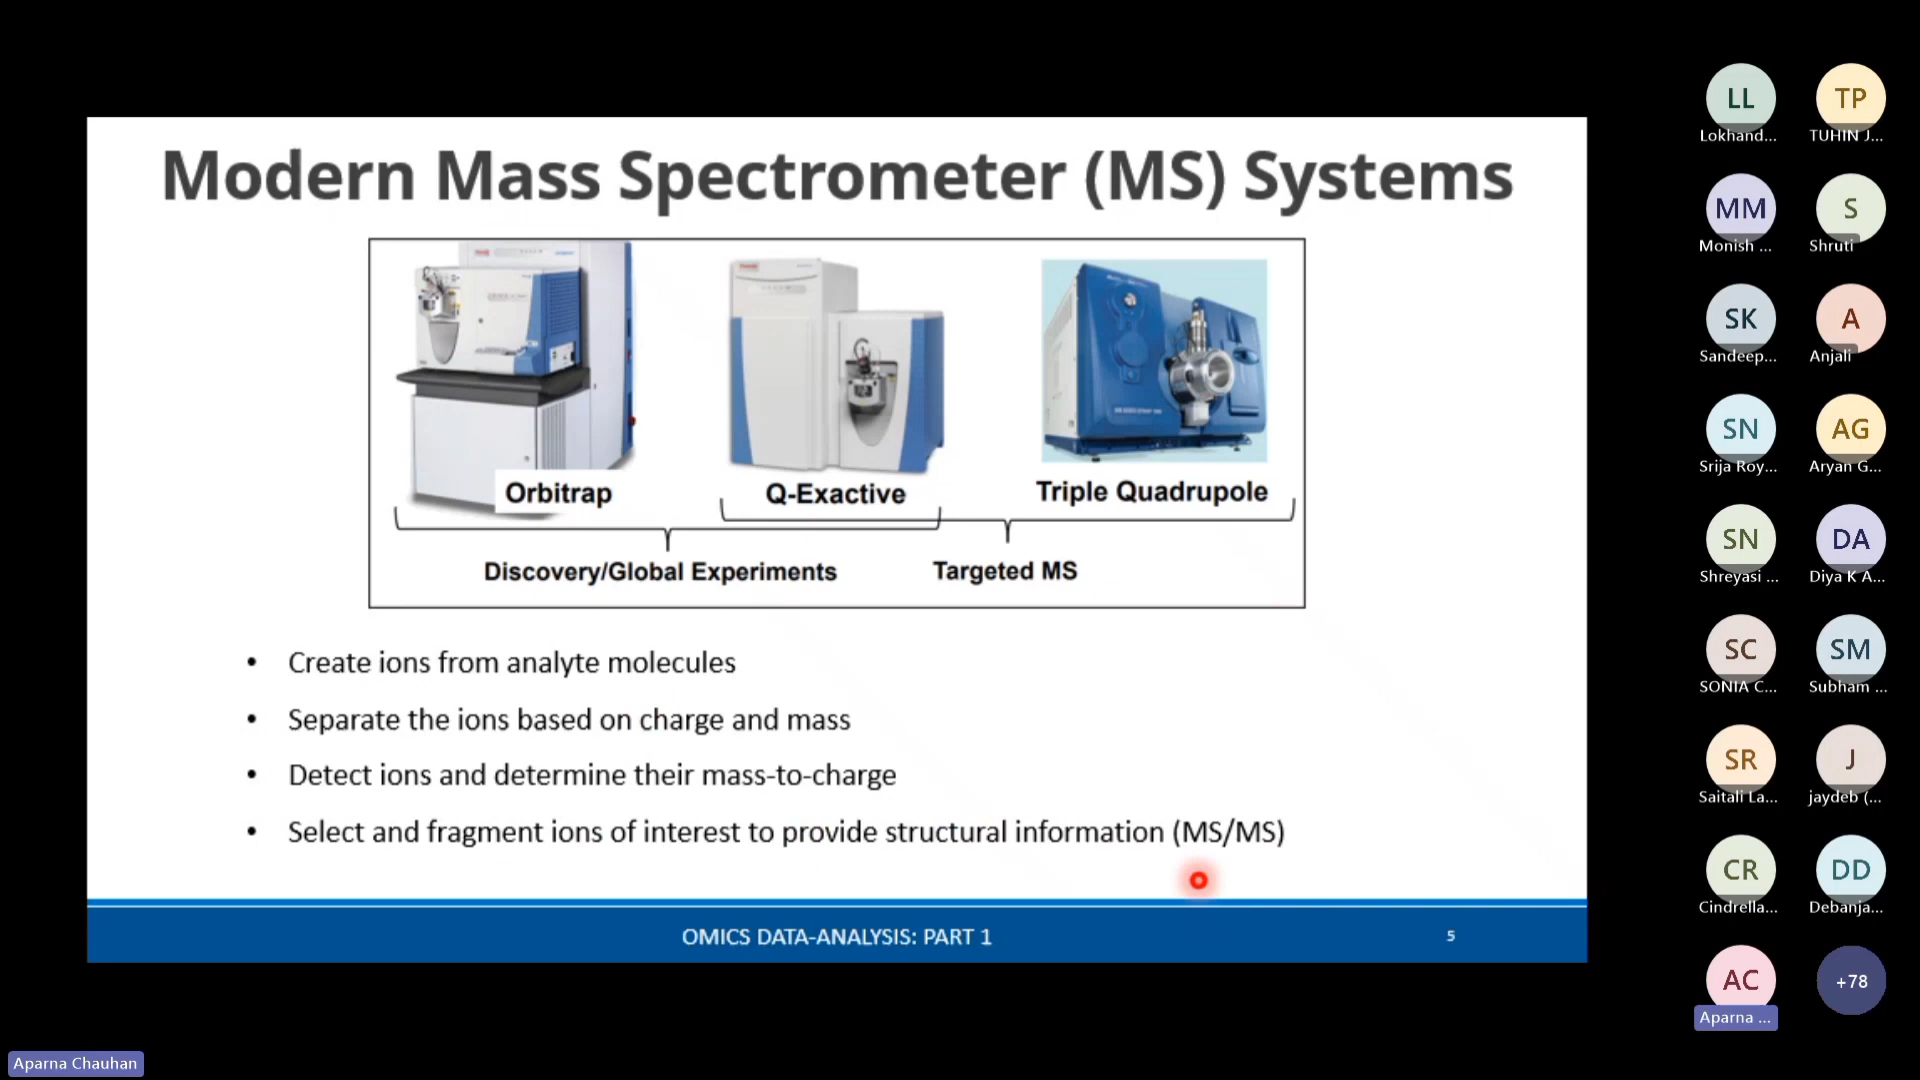 Modern Mass Spectrometer (MS) Systems
Orbitrap
Q-Exactive
Triple Quadrupole
Discovery/Global Experiments
Targeted MS
• Create ions from analyte molecules
• Separate the ions based on charge and mass
• Detect ions and determine their mass-to-charge
• Select and fragment ions of interest to provide structural information (MS/MS)
OMICS DATA-ANALYSIS: PART 1
5
LL
Lokhand...
TP
TUHIN J...
MM
Monish ...
S
Shruti
SK
Sandeep...
A
Anjali
SN
Srija Roy...
AG
Aryan G...
SN
Shreyasi ...
DA
Diya K A...
SC
SONIA C...
SM
Subham ...
SR
Saitali La...
J
jaydeb (...
CR
Cindrella...
DD
Debanja...
AC
Aparna ...
+78
Aparna Chauhan